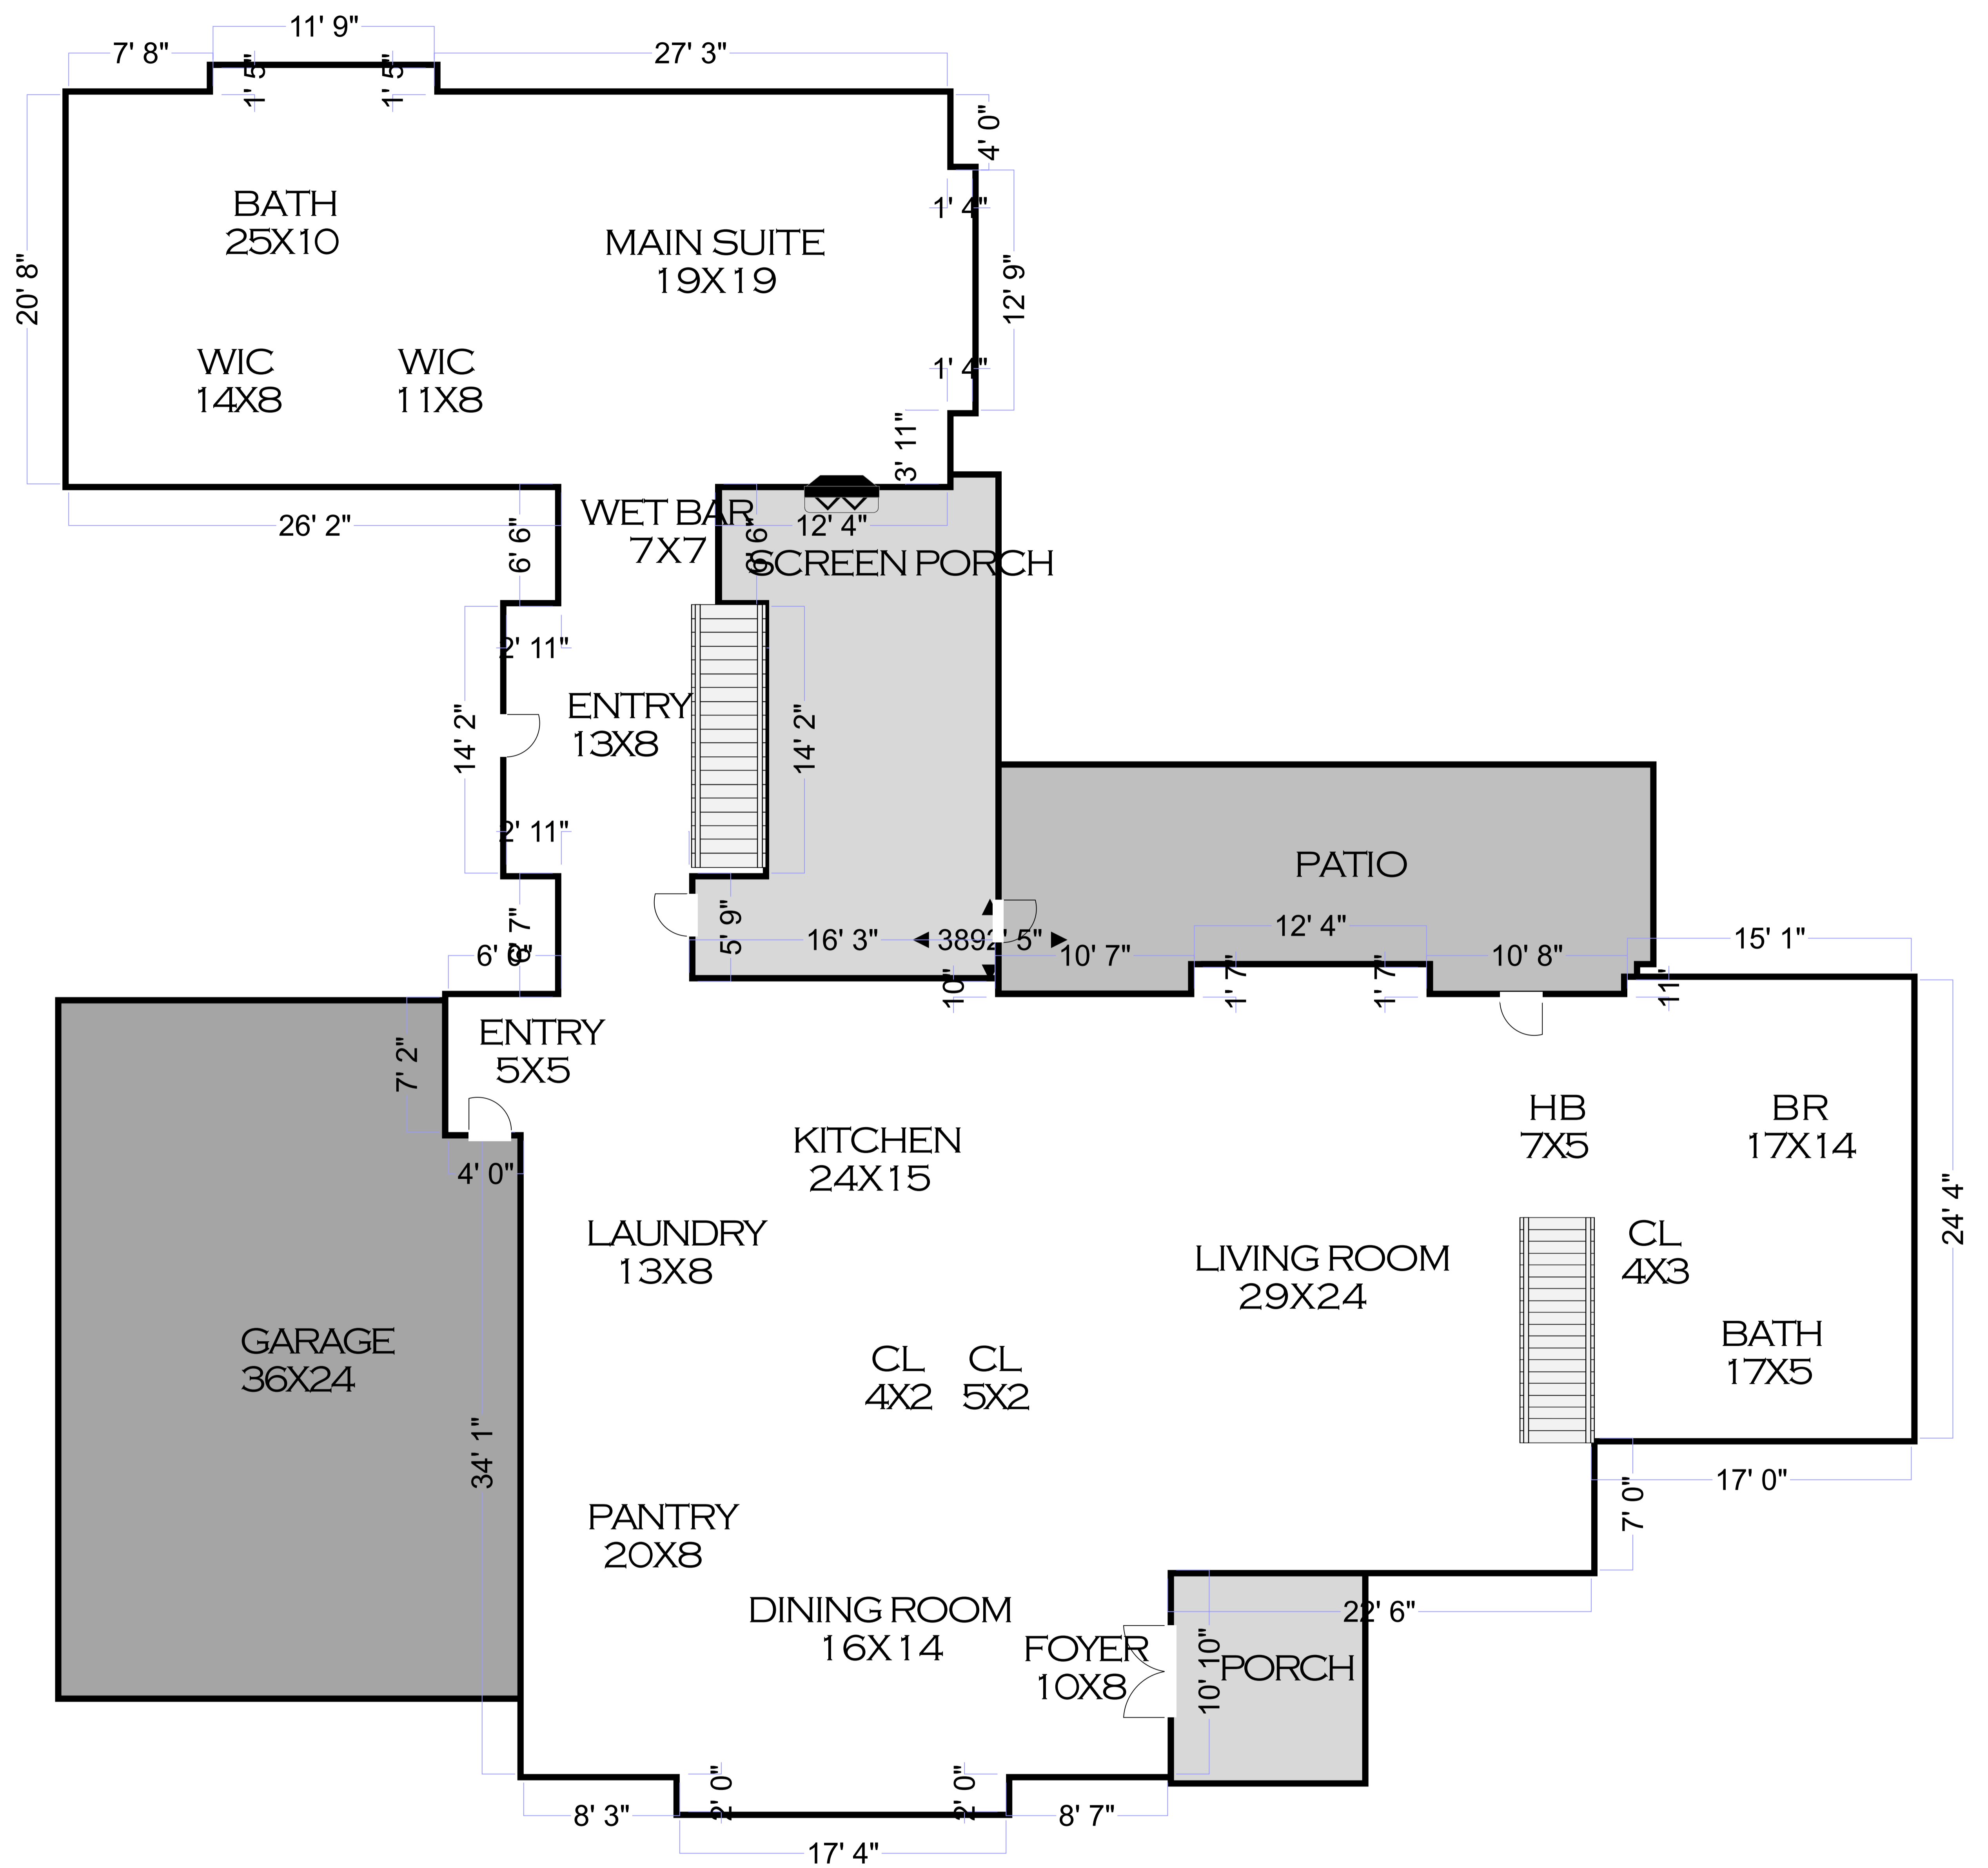 11' 9"
7' 8"
27' 3"
1' 5"
1' 5"
4' 0"
BATH
25X10
MAIN SUITE
19X19
1' 4"
20' 8"
12' 9"
WIC
14X8
WIC
11X8
1' 4"
3' 11"
26' 2"
6' 6"
WET BAR
7X7
6' 6"
12' 4"
SCREEN PORCH
2' 11"
ENTRY
13X8
14' 2"
14' 2"
2' 11"
PATIO
5' 9"
16' 3"
2' 5"
12' 4"
15' 1"
6' 7"
10' 7"
10' 8"
10"
1' 7"
1' 7"
11"
ENTRY
5X5
7' 2"
4' 0"
KITCHEN
24X15
HB
7X5
BR
17X14
LAUNDRY
13X8
LIVING ROOM
29X24
CL
4X3
24' 4"
GARAGE
36X24
CL
4X2
CL
5X2
BATH
17X5
34' 1"
17' 0"
7' 0"
PANTRY
20X8
DINING ROOM
16X14
22' 6"
FOYER
10X8
10' 10"
PORCH
2' 0"
2' 0"
8' 3"
8' 7"
17' 4"